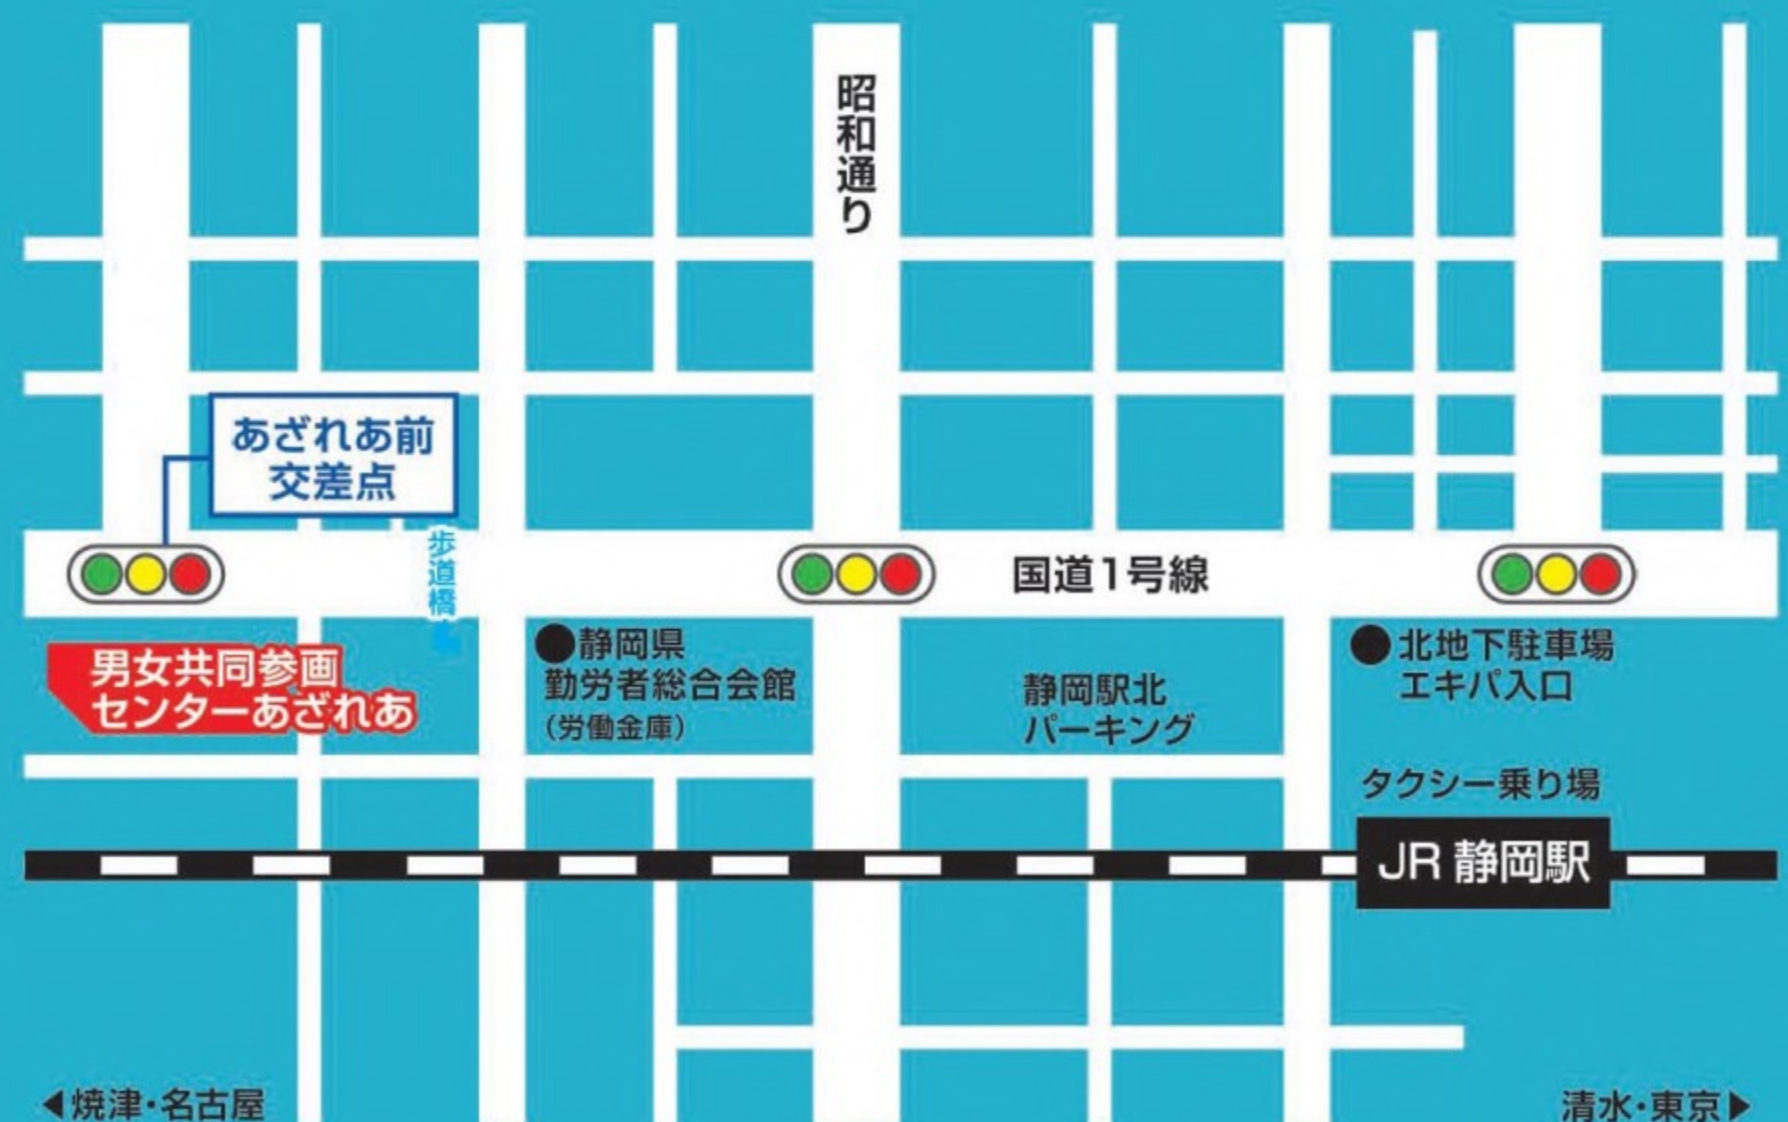 昭和通り
あざれあ前
交差点
歩道橋
国道1号線
男女共同参画
センターあざれあ
●静岡県
勤労者総合会館
（労働金庫）
静岡駅北
パーキング
●北地下駐車場
エキパ入口
タクシー乗り場
JR 静岡駅
◀焼津・名古屋
清水・東京▶